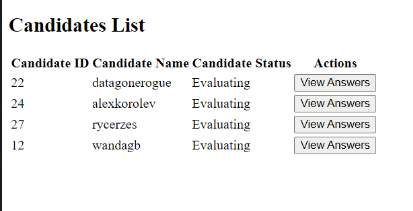 Candidates List
Candidate ID Candidate Name Candidate Status Actions
22 datagonerogue Evaluating View Answers
24 alexkorolev Evaluating View Answers
27 rycerzes Evaluating View Answers
12 wandagb Evaluating View Answers